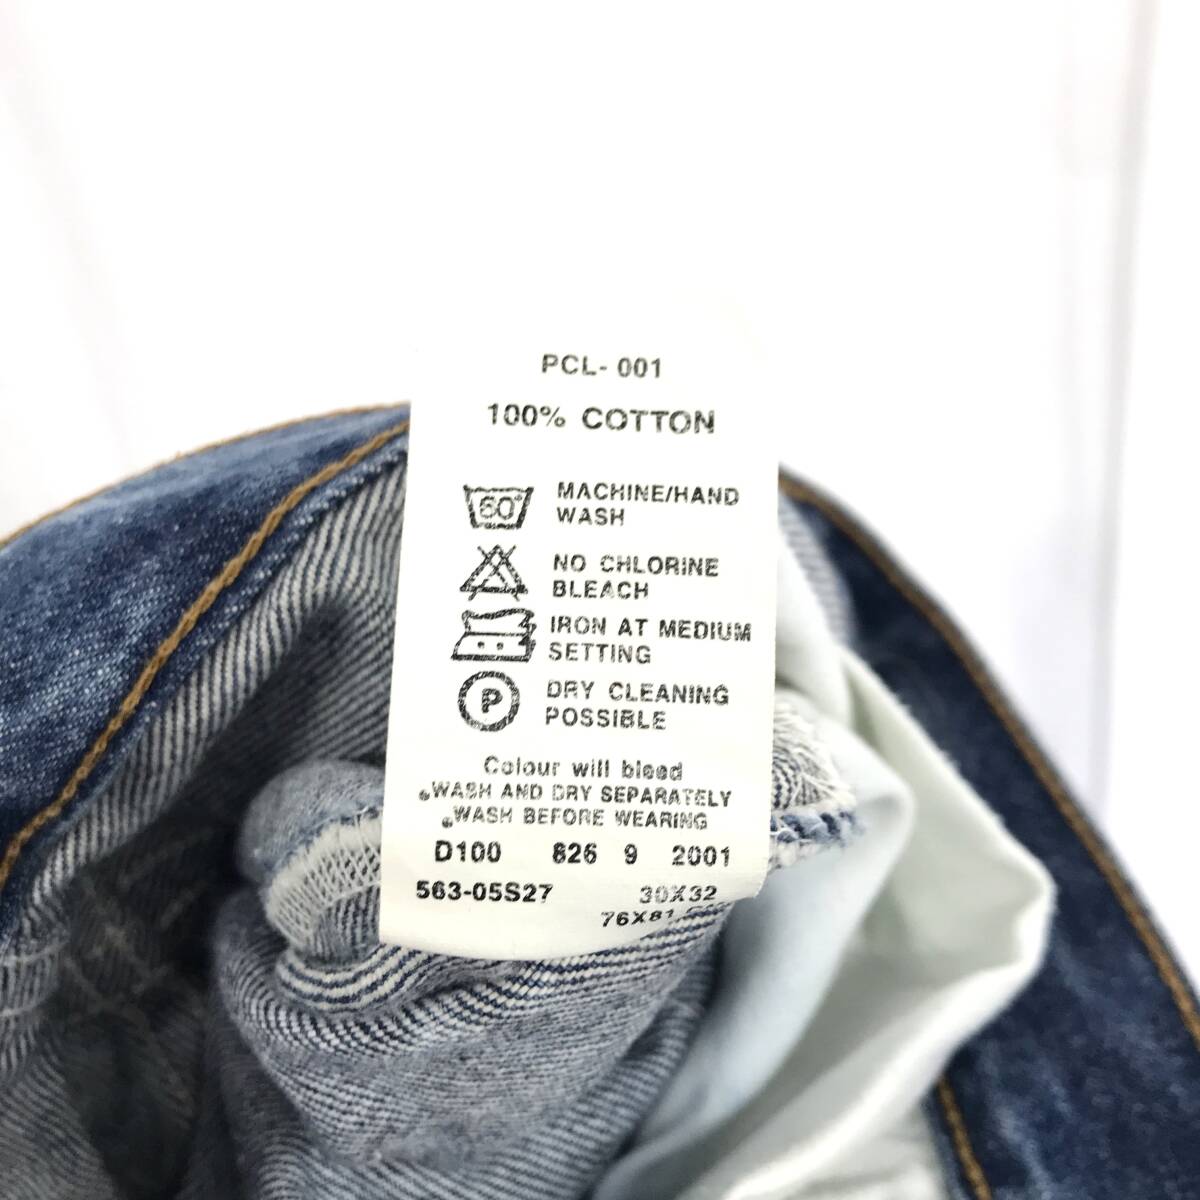 PCL- 001
100% COTTON
60°
MACHINE/HAND
WASH
NO CHLORINE
BLEACH
IRON AT MEDIUM
SETTING
P
DRY CLEANING
POSSIBLE
Colour will bleed
WASH AND DRY SEPARATELY
WASH BEFORE WEARING
D100 826 9 2001
563-05S27 30X32
76X81